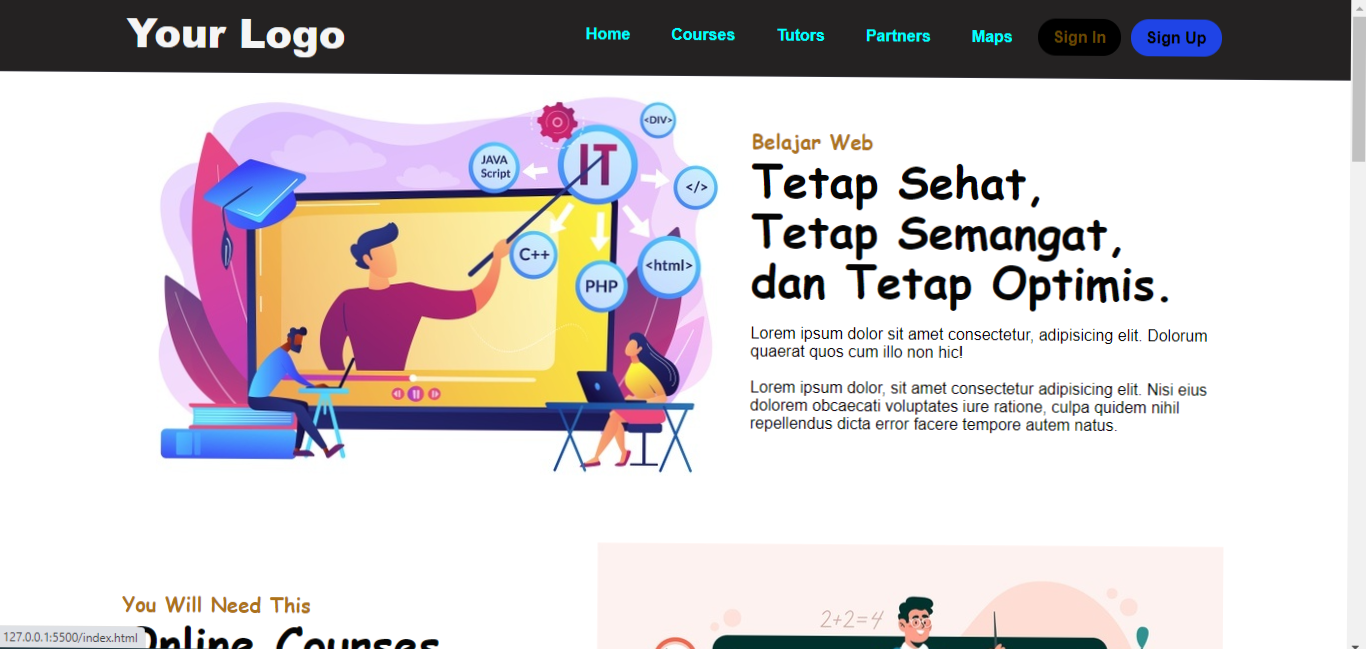 Your Logo
Home Courses Tutors Partners Maps Sign In Sign Up
<DIV>
JAVA
Script
IT
</>
C++
<html>
PHP
Belajar Web
Tetap Sehat,
Tetap Semangat,
dan Tetap Optimis.
Lorem ipsum dolor sit amet consectetur, adipisicing elit. Dolorum
quaerat quos cum illo non hic!
Lorem ipsum dolor, sit amet consectetur adipisicing elit. Nisi eius
dolorem obcaecati voluptates iure ratione, culpa quidem nihil
repellendus dicta error facere tempore autem natus.
You Will Need This
Online Courses
2+2=4
127.0.0.1:5500/index.html